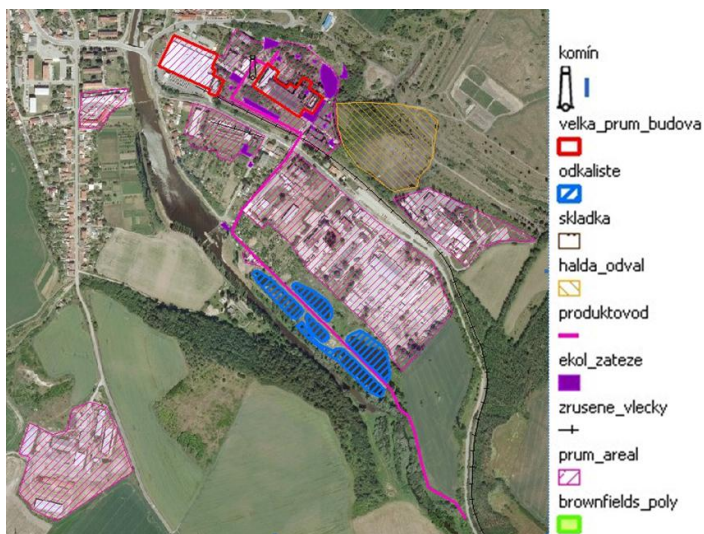 komín
velka_prum_budova
odkaliste
skladka
halda_odval
produktovod
ekol_zateze
zrusene_vlecky
prum_areal
brownfields_poly